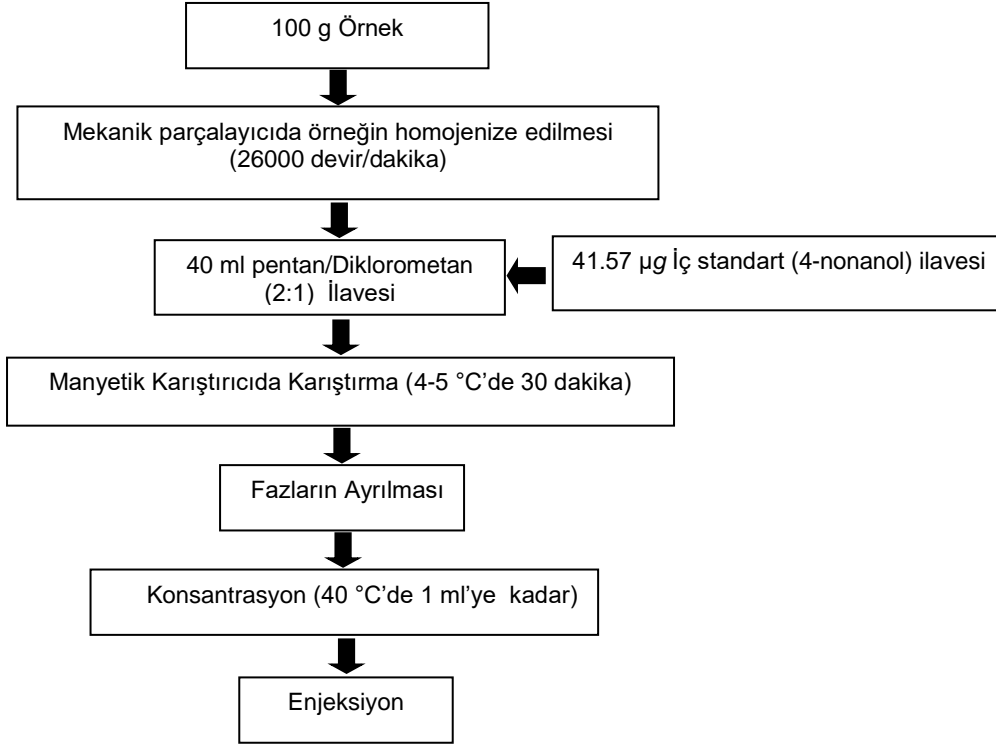 100 g Örnek
Mekanik parçalayıcıda örneğin homojenize edilmesi
(26000 devir/dakika)
40 ml pentan/Diklorometan
(2:1) İlavesi
41.57 µg İç standart (4-nonanol) ilavesi
Manyetik Karıştırıcıda Karıştırma (4-5 °C’de 30 dakika)
Fazların Ayrılması
Konsantrasyon (40 °C’de 1 ml’ye kadar)
Enjeksiyon